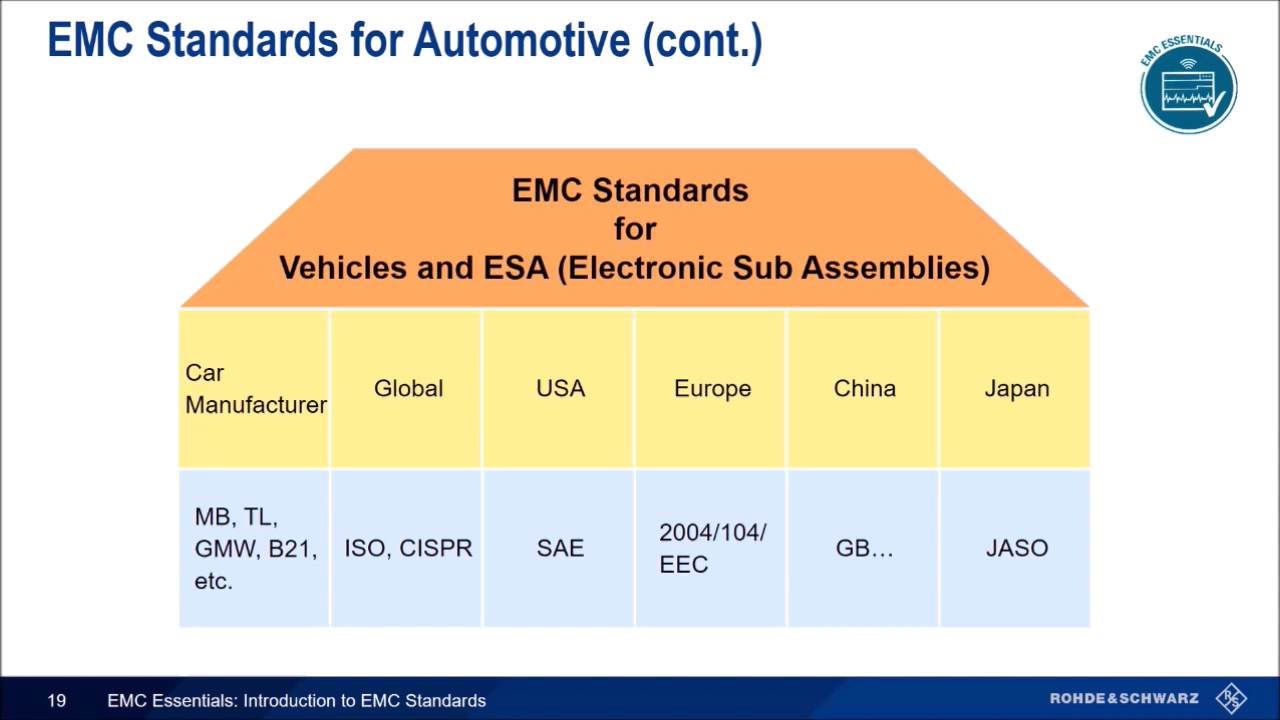 EMC Standards for Automotive (cont.)
EMC ESSENTIALS
EMC Standards
for
Vehicles and ESA (Electronic Sub Assemblies)
Car
Manufacturer
Global
USA
Europe
China
Japan
MB, TL,
GMW, B21,
etc.
ISO, CISPR
SAE
2004/104/
EEC
GB...
JASO
19
EMC Essentials: Introduction to EMC Standards
ROHDE&SCHWARZ
R S